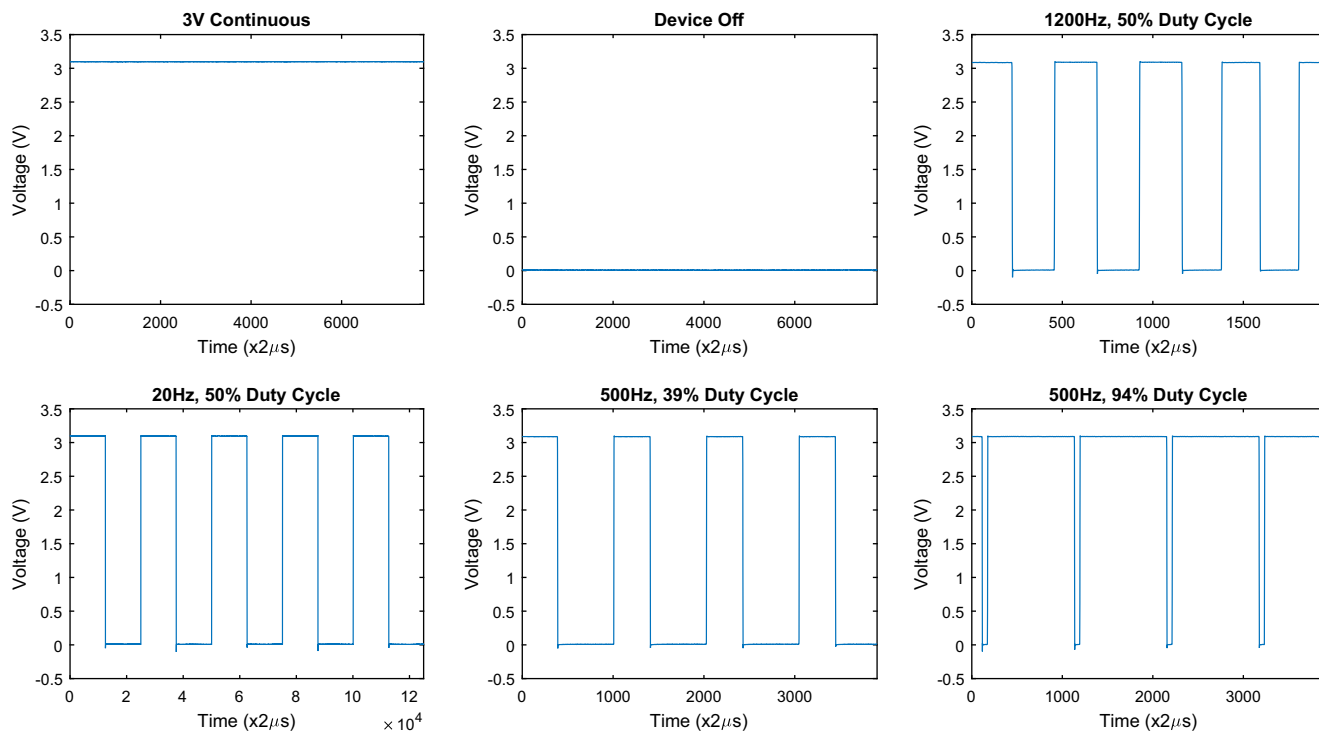 3V Continuous
Voltage (V)
3.5
3
2.5
2
1.5
1
0.5
0
-0.5
0 2000 4000 6000
Time (x2μs)
Device Off
Voltage (V)
3.5
3
2.5
2
1.5
1
0.5
0
-0.5
0 2000 4000 6000
Time (x2μs)
1200Hz, 50% Duty Cycle
Voltage (V)
3.5
3
2.5
2
1.5
1
0.5
0
-0.5
0 500 1000 1500
Time (x2μs)
20Hz, 50% Duty Cycle
Voltage (V)
3.5
3
2.5
2
1.5
1
0.5
0
-0.5
0 2 4 6 8 10 12
Time (x2μs)
×10⁴
500Hz, 39% Duty Cycle
Voltage (V)
3.5
3
2.5
2
1.5
1
0.5
0
-0.5
0 1000 2000 3000
Time (x2μs)
500Hz, 94% Duty Cycle
Voltage (V)
3.5
3
2.5
2
1.5
1
0.5
0
-0.5
0 1000 2000 3000
Time (x2μs)